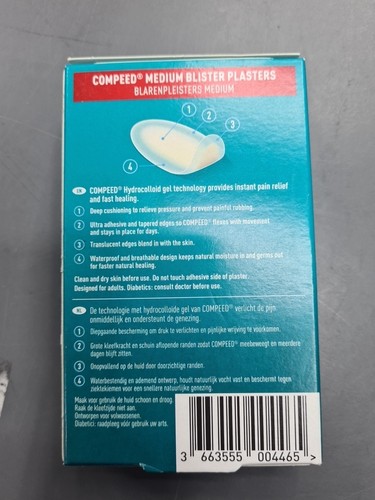 COMPEED® MEDIUM BLISTER PLASTERS
BLARENPLEISTERS MEDIUM
1
2
3
4
EN COMPEED® Hydrocolloid gel technology provides instant pain relief
and fast healing.
1 Deep cushioning to relieve pressure and prevent painful rubbing.
2 Ultra adhesive and tapered edges so COMPEED® flexes with movement
and stays in place for days.
3 Translucent edges blend in with the skin.
4 Waterproof and breathable design keeps natural moisture in and germs out
for faster natural healing.
Clean and dry skin before use. Do not touch adhesive side of plaster.
Designed for adults. Diabetics: consult doctor before use.
NL De technologie met hydrocolloïde gel van COMPEED® verlicht de pijn
onmiddellijk en ondersteunt de genezing.
1 Diepgaande bescherming om druk te verlichten en pijnlijke wrijving te voorkomen.
2 Grote kleefkracht en schuin aflopende randen zodat COMPEED® meebeweegt en meerdere
dagen blijft zitten.
3 Onopvallend op de huid door doorzichtige randen.
4 Waterbestendig en ademend ontwerp, houdt natuurlijk vocht vast en beschermt tegen
ziektekiemen voor een snellere natuurlijke genezing.
Maak voor gebruik de huid schoon en droog.
Raak de kleefzijde niet aan.
Ontworpen voor volwassenen.
Diabetici: raadpleeg vóór gebruik uw arts.
3 663555 004465 >